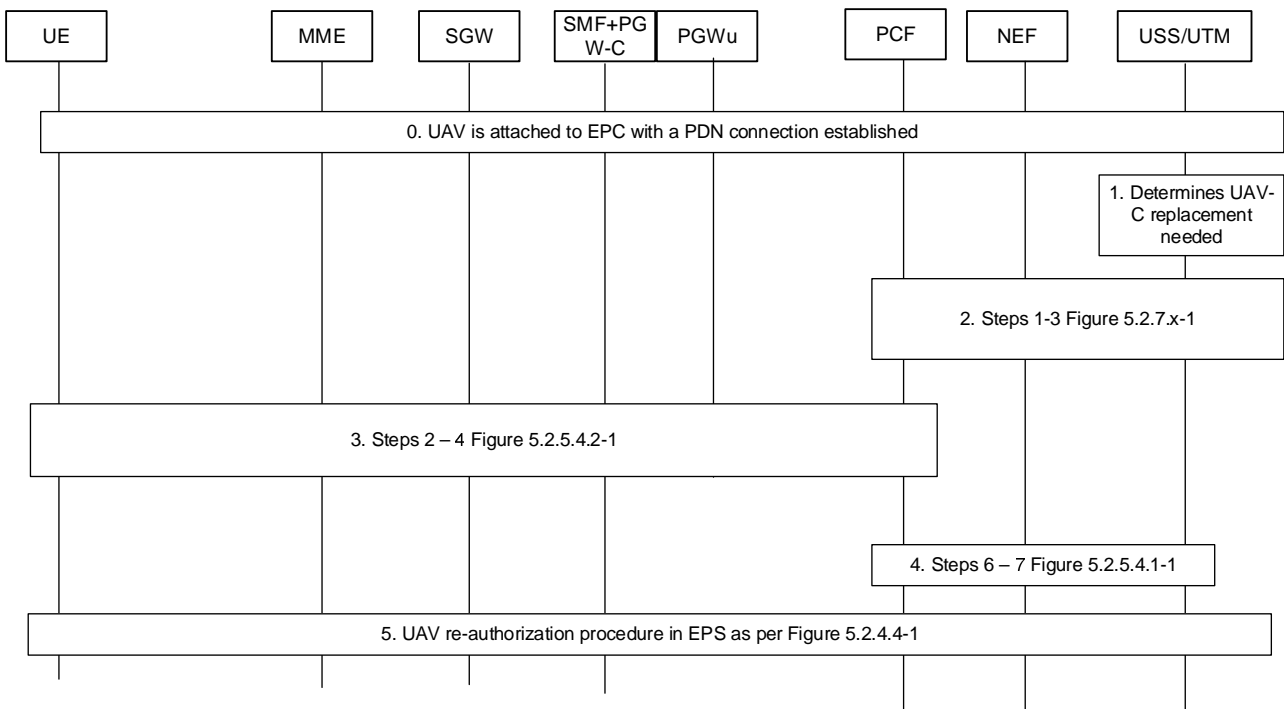 UE
MME
SGW
SMF+PG
W-C
PGWu
PCF
NEF
USS/UTM
0. UAV is attached to EPC with a PDN connection established
1. Determines UAV-
C replacement
needed
2. Steps 1-3 Figure 5.2.7.x-1
3. Steps 2 – 4 Figure 5.2.5.4.2-1
4. Steps 6 – 7 Figure 5.2.5.4.1-1
5. UAV re-authorization procedure in EPS as per Figure 5.2.4.4-1